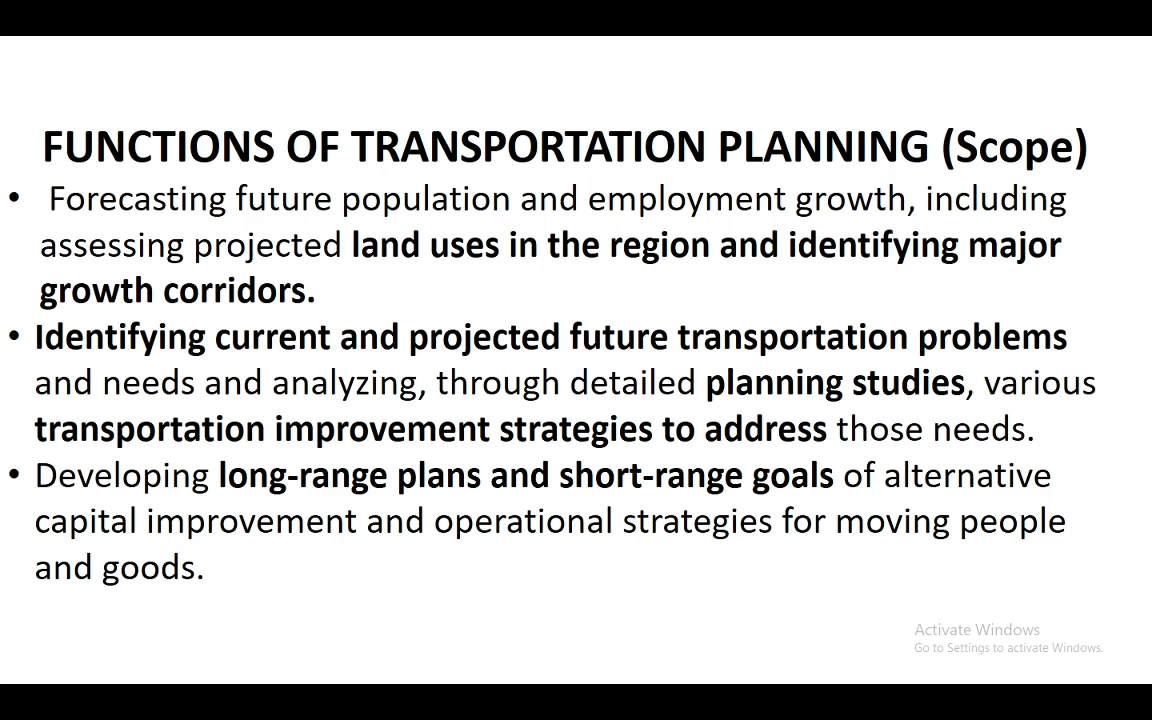 FUNCTIONS OF TRANSPORTATION PLANNING (Scope)
• Forecasting future population and employment growth, including
assessing projected land uses in the region and identifying major
growth corridors.
• Identifying current and projected future transportation problems
and needs and analyzing, through detailed planning studies, various
transportation improvement strategies to address those needs.
• Developing long-range plans and short-range goals of alternative
capital improvement and operational strategies for moving people
and goods.
Activate Windows
Go to Settings to activate Windows.